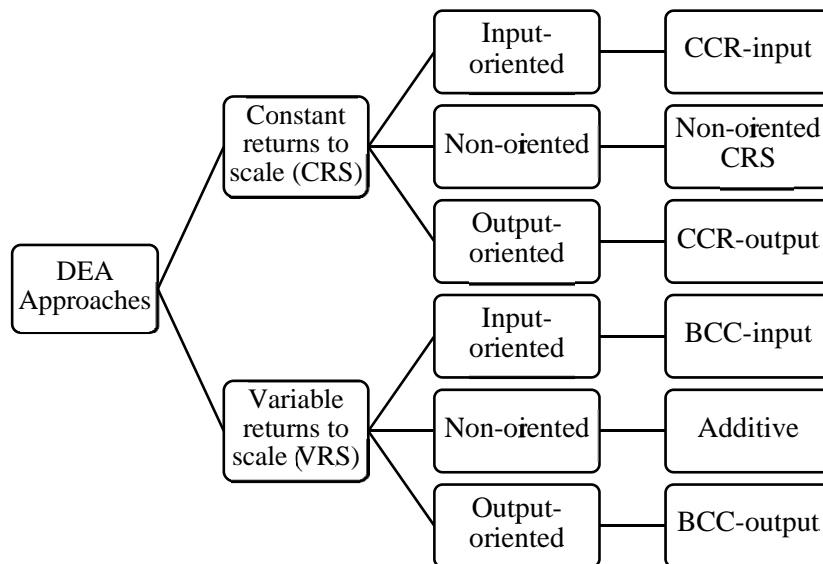 DEA
Approaches
Constant
returns to
scale (CRS)
Input-
oriented
CCR-input
Non-oriented
Non-oriented
CRS
Output-
oriented
CCR-output
Variable
returns to
scale (VRS)
Input-
oriented
BCC-input
Non-oriented
Additive
Output-
oriented
BCC-output